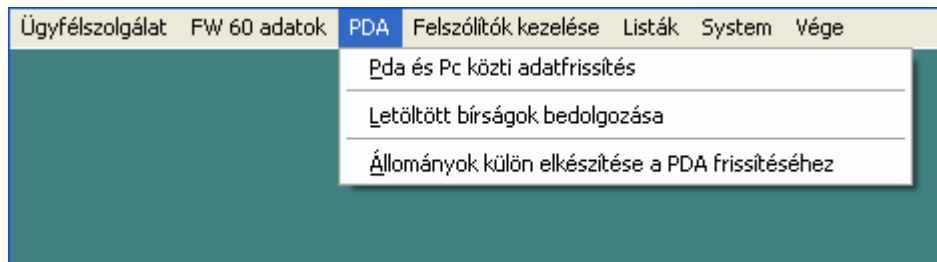 Ügyfélszolgálat FW 60 adatok PDA Felszólítók kezelése Listák System Vége
Pda és Pc közti adatfrissítés
Letöltött bírságok bedolgozása
Állományok külön elkészítése a PDA frissítéséhez